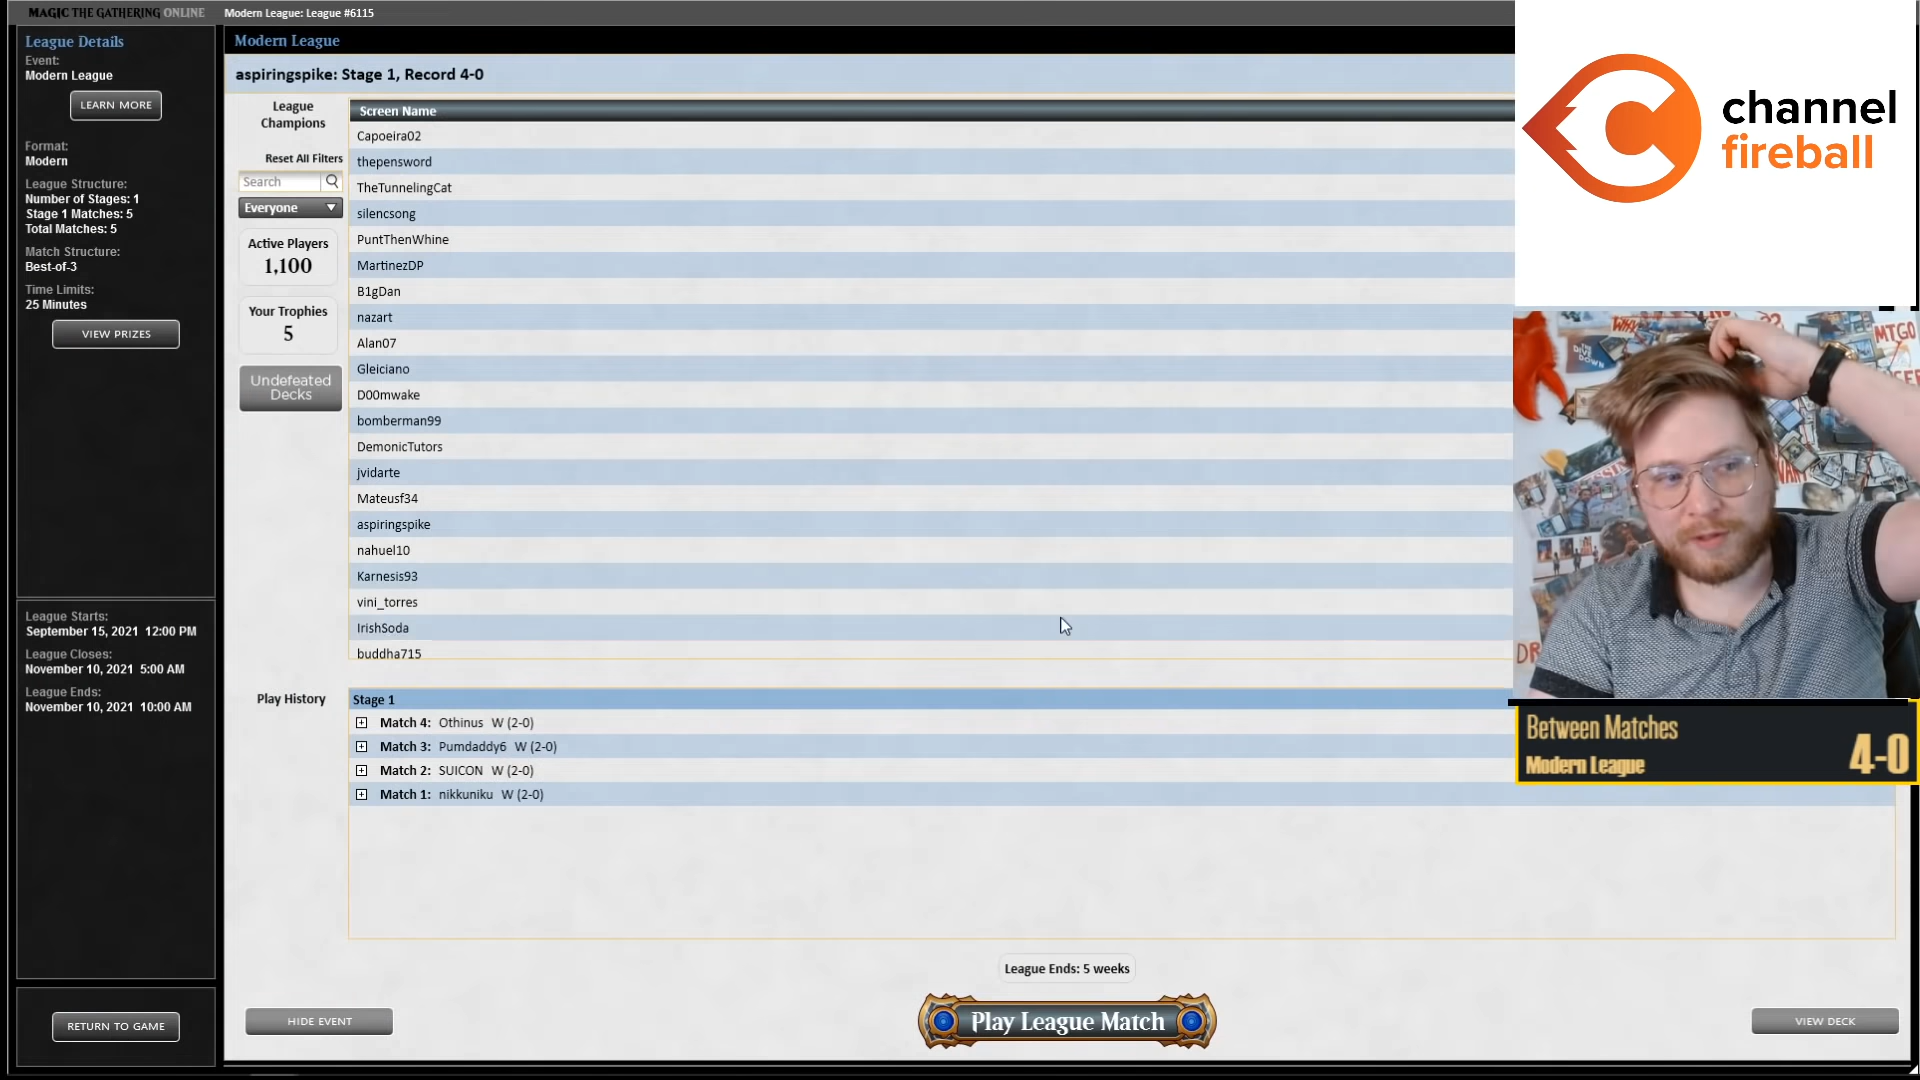 MAGIC THE GATHERING ONLINE
Modern League: League #6115
League Details
Event:
Modern League
LEARN MORE
Format:
Modern
League Structure:
Number of Stages: 1
Stage 1 Matches: 5
Total Matches: 5
Match Structure:
Best-of-3
Time Limits:
25 Minutes
VIEW PRIZES
League Starts:
September 15, 2021 12:00 PM
League Closes:
November 10, 2021 5:00 AM
League Ends:
November 10, 2021 10:00 AM
RETURN TO GAME
Modern League
aspiringspike: Stage 1, Record 4-0
League
Champions
Reset All Filters
Search
Everyone
Active Players
1,100
Your Trophies
5
Undefeated
Decks
Screen Name
Capoeira02
thepensword
TheTunnelingCat
silencsong
PuntThenWhine
MartinezDP
B1gDan
nazart
Alan07
Gleiciano
D00mwake
bomberman99
DemonicTutors
jvidarte
Mateusf34
aspiringspike
nahuel10
Karnesis93
vini_torres
IrishSoda
buddha715
Play History
Stage 1
Match 4: Othinus W (2-0)
Match 3: Pumdaddy6 W (2-0)
Match 2: SUICON W (2-0)
Match 1: nikkuniku W (2-0)
League Ends: 5 weeks
HIDE EVENT
Play League Match
VIEW DECK
channel
fireball
THE
DIVE
DOWN
WHY
MTGO
Between Matches
Modern League
4-0